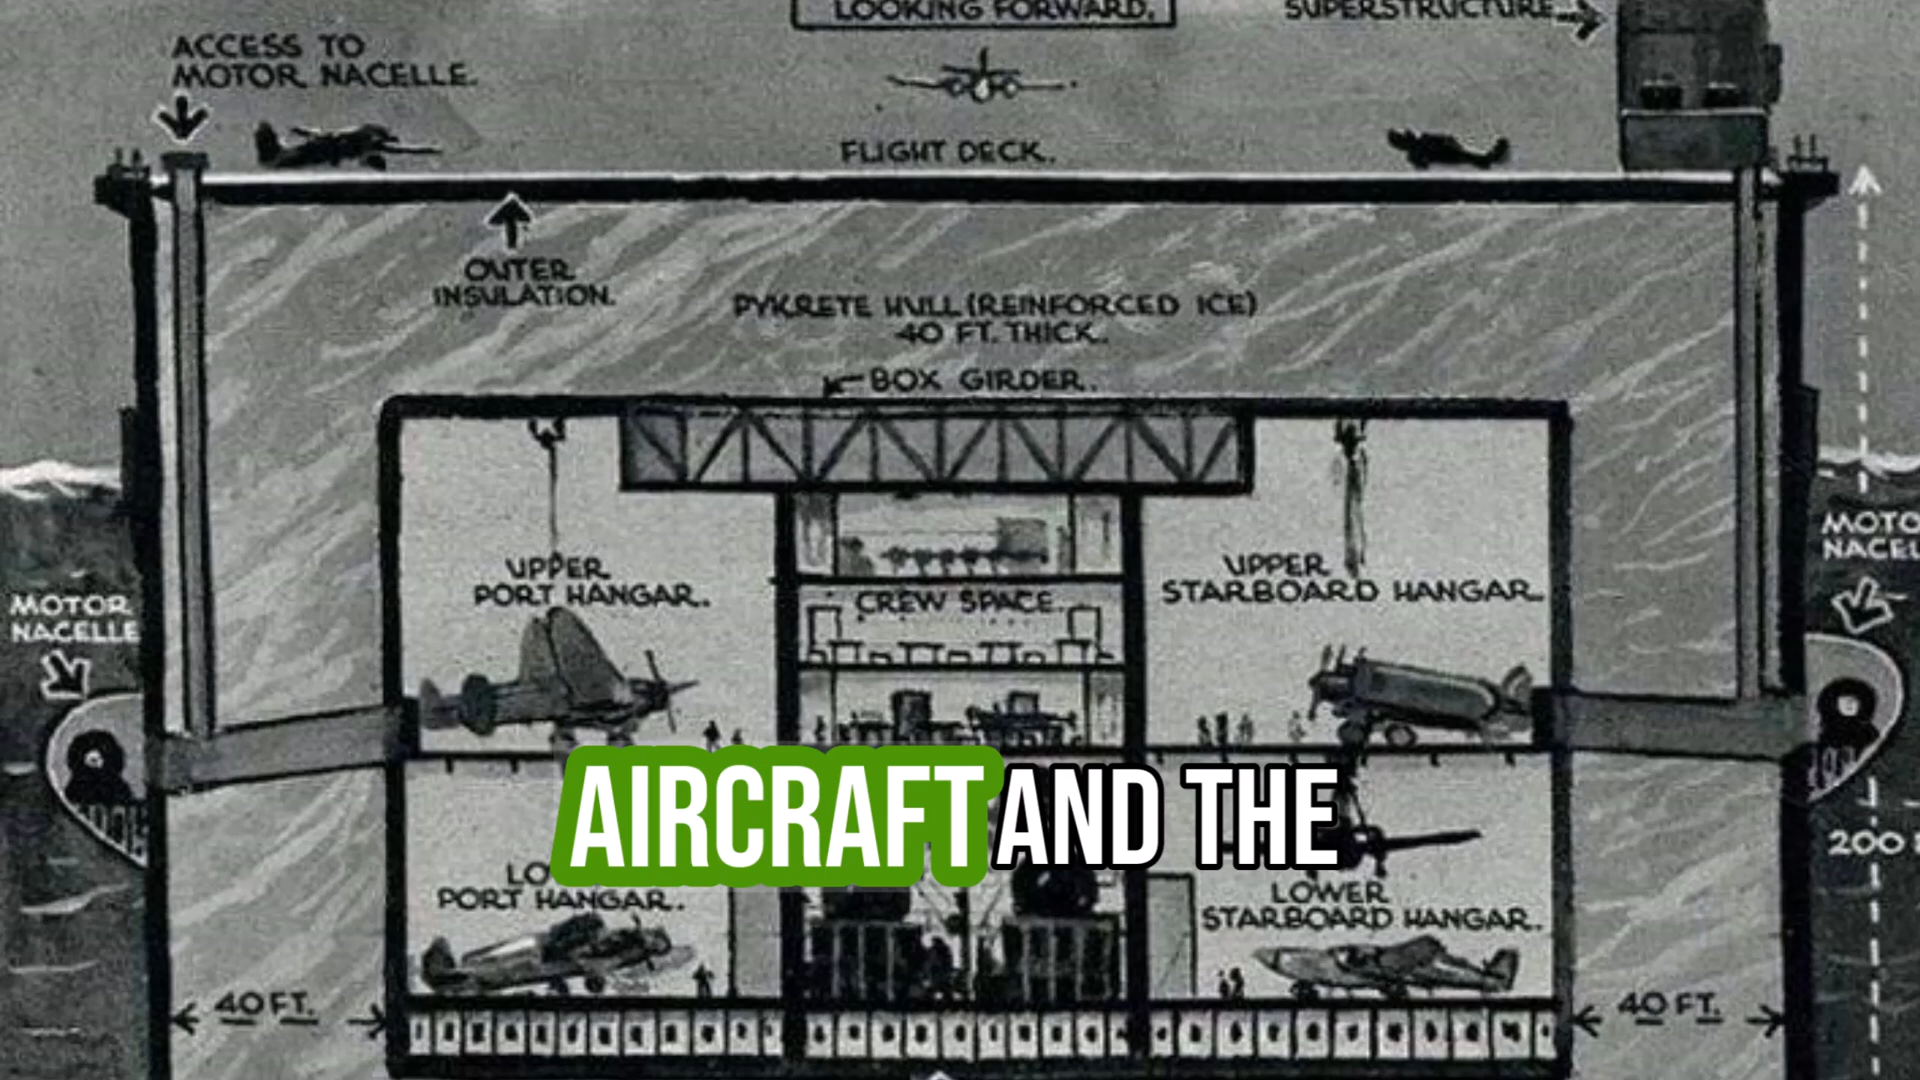 LOOKING FORWARD.
SUPERSTRUCTURE
ACCESS TO
MOTOR NACELLE.
FLIGHT DECK.
OUTER
INSULATION.
PYKRETE HULL (REINFORCED ICE)
40 FT. THICK.
BOX GIRDER.
MOTO
NACEL
UPPER
PORT HANGAR.
CREW SPACE.
UPPER
STARBOARD HANGAR.
MOTOR
NACELLE
AIRCRAFT AND THE
200
LO
PORT HANGAR.
LOWER
STARBOARD HANGAR.
40 FT.
40 FT.